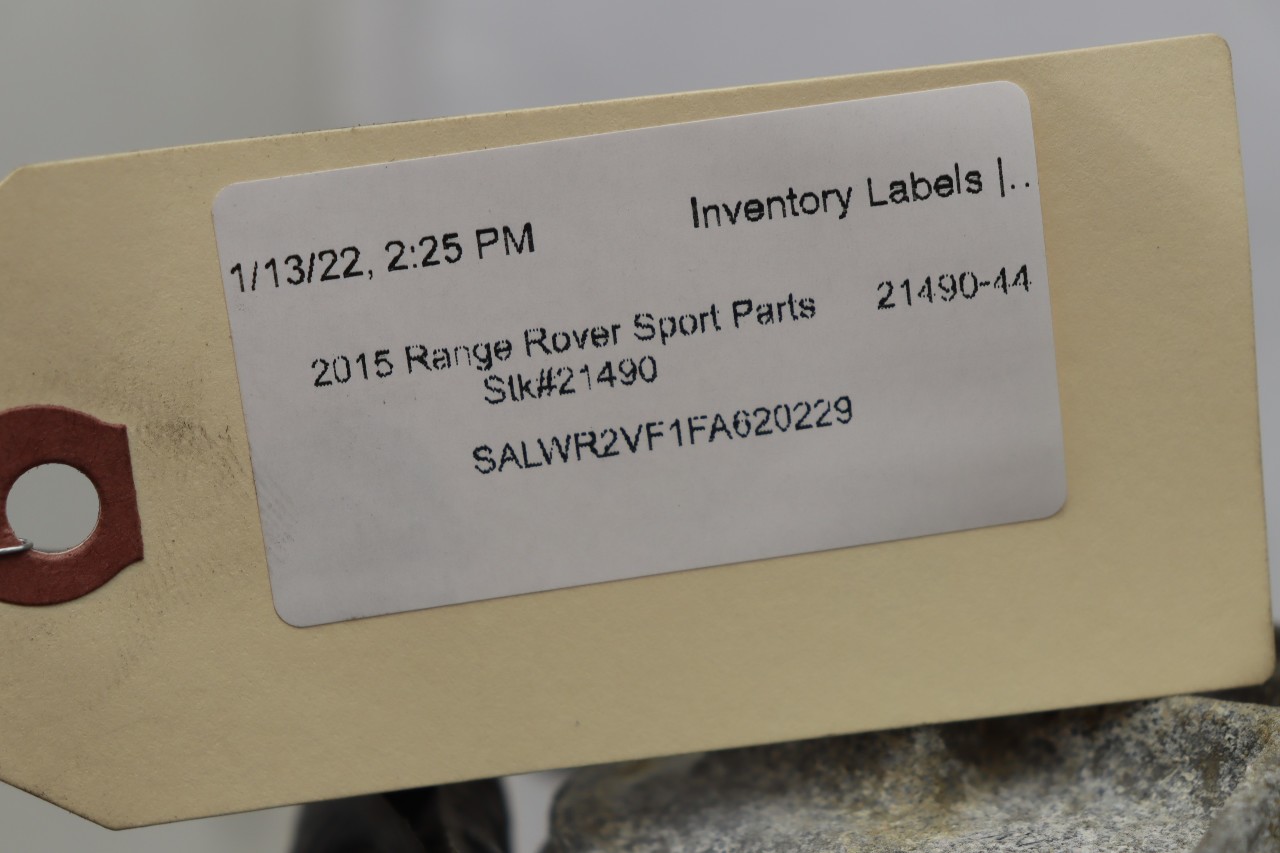 1/13/22, 2:25 PM
Inventory Labels |..
2015 Range Rover Sport Parts
21490-44
Stk#21490
SALWR2VF1FA620229